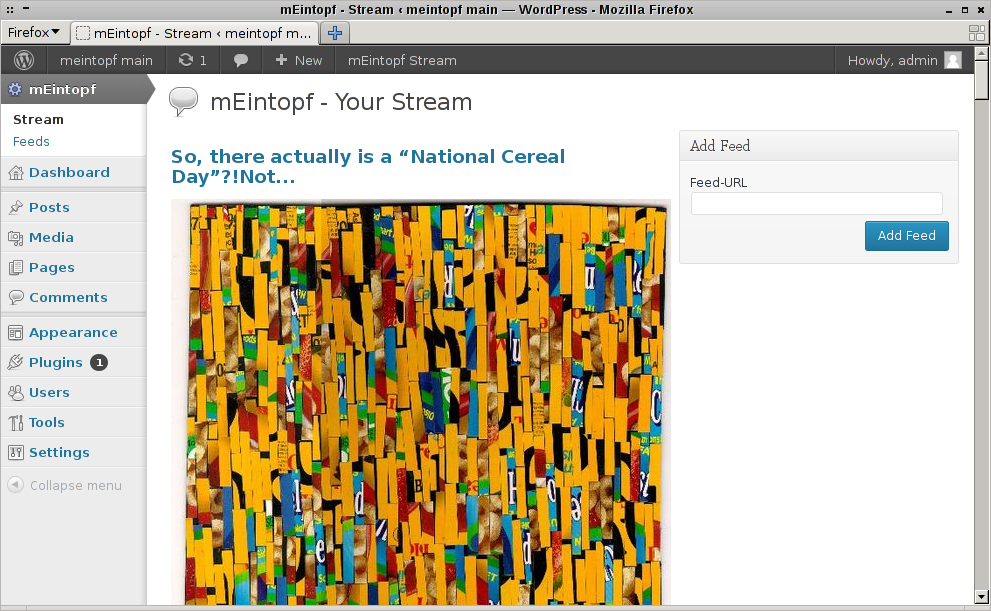 mEintopf - Stream ‹ meintopf main — WordPress - Mozilla Firefox
Firefox
mEintopf - Stream ‹ meintopf m...
meintopf main
1
New
mEintopf Stream
Howdy, admin
mEintopf
Stream
Feeds
Dashboard
Posts
Media
Pages
Comments
Appearance
Plugins 1
Users
Tools
Settings
Collapse menu
mEintopf - Your Stream
So, there actually is a “National Cereal
Day”?!Not...
Add Feed
Feed-URL
Add Feed